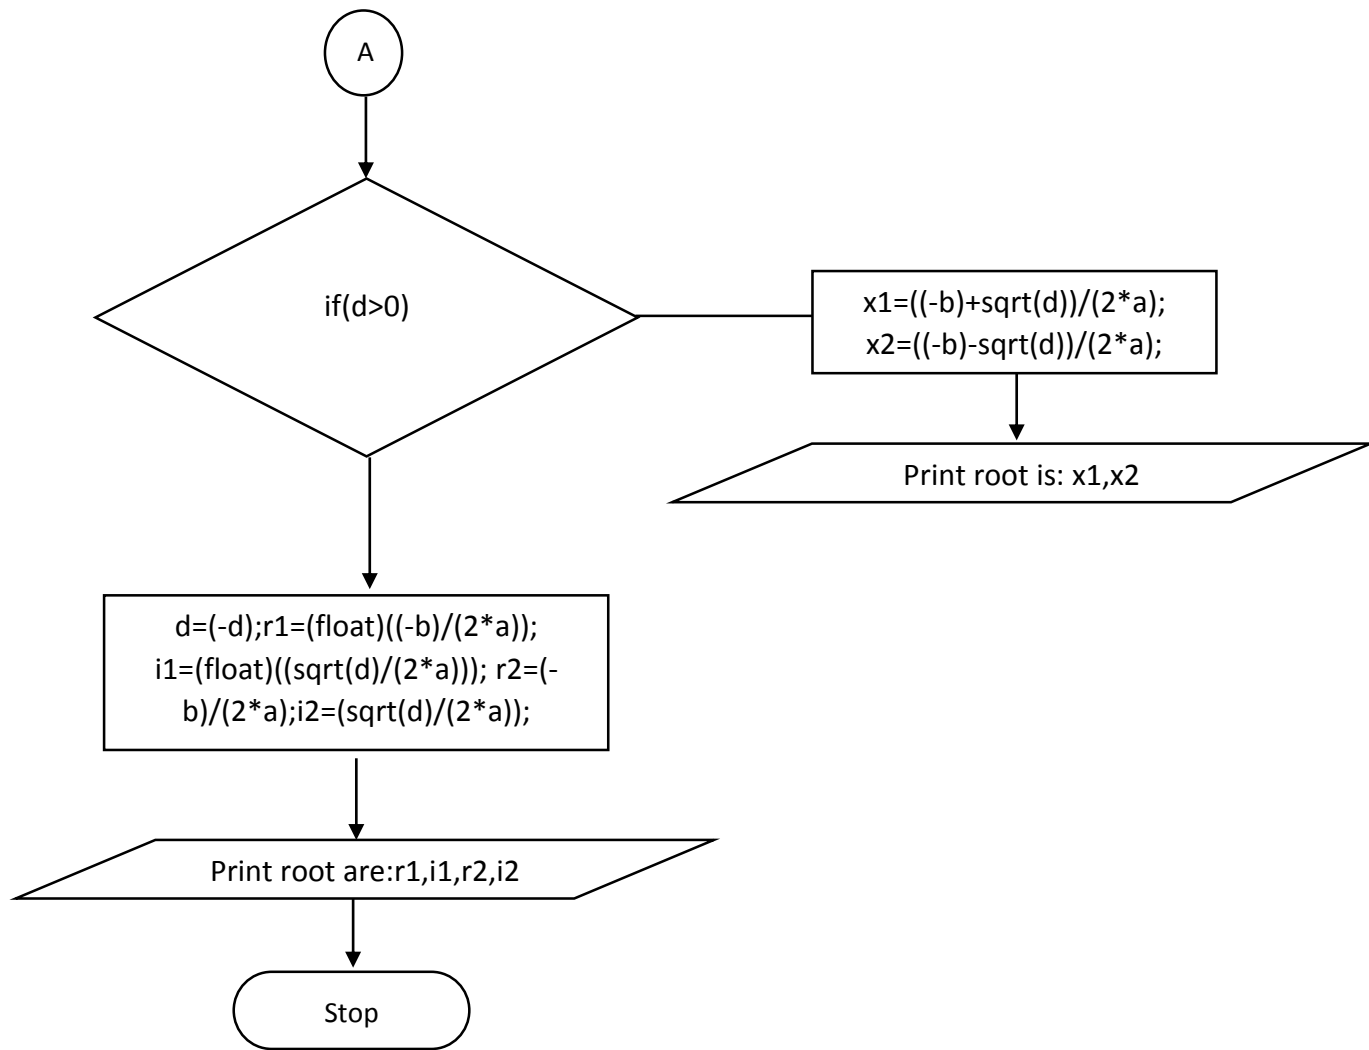 A
if(d>0)
x1=((-b)+sqrt(d))/(2*a);
x2=((-b)-sqrt(d))/(2*a);
Print root is: x1,x2
d=(-d);r1=(float)((-b)/(2*a));
i1=(float)((sqrt(d)/(2*a))); r2=(-
b)/(2*a);i2=(sqrt(d)/(2*a));
Print root are:r1,i1,r2,i2
Stop